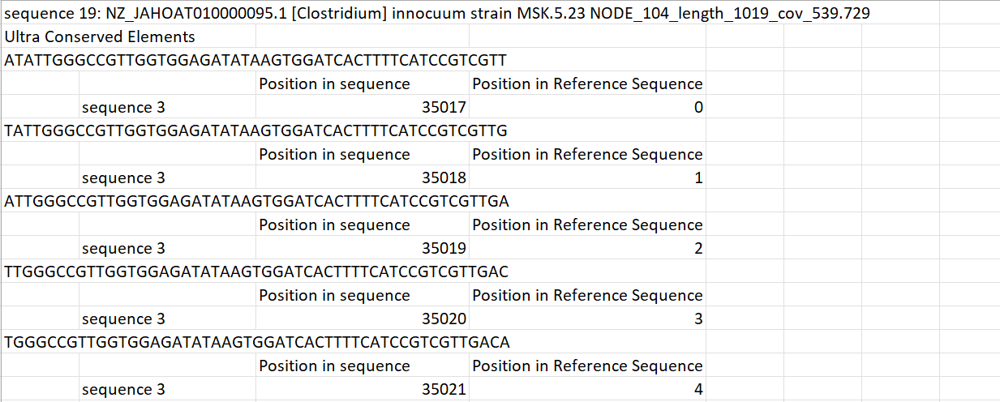 sequence 19: NZ_JAHOAT010000095.1 [Clostridium] innocuum strain MSK.5.23 NODE_104_length_1019_cov_539.729
Ultra Conserved Elements
ATATTGGGCCGTTGGTGGAGATATAAGTGGATCACTTTTCATCCGTCGTT
Position in sequence Position in Reference Sequence
sequence 3 35017 0
TATTGGGCCGTTGGTGGAGATATAAGTGGATCACTTTTCATCCGTCGTTG
Position in sequence Position in Reference Sequence
sequence 3 35018 1
ATTGGGCCGTTGGTGGAGATATAAGTGGATCACTTTTCATCCGTCGTTGA
Position in sequence Position in Reference Sequence
sequence 3 35019 2
TTGGGCCGTTGGTGGAGATATAAGTGGATCACTTTTCATCCGTCGTTGAC
Position in sequence Position in Reference Sequence
sequence 3 35020 3
TGGGCCGTTGGTGGAGATATAAGTGGATCACTTTTCATCCGTCGTTGACA
Position in sequence Position in Reference Sequence
sequence 3 35021 4